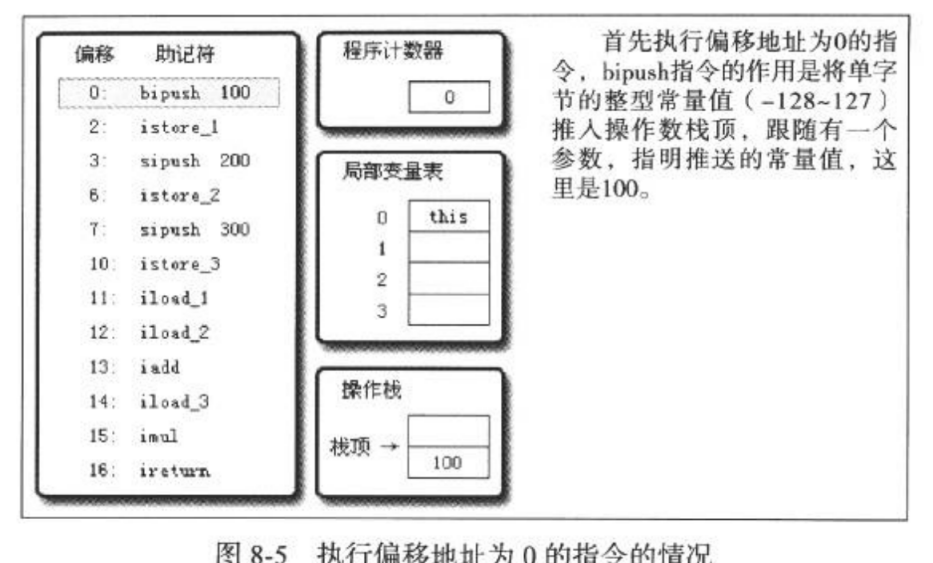 偏移 助记符
0: bipush 100
2: istore_1
3: sipush 200
6: istore_2
7: sipush 300
10: istore_3
11: iload_1
12: iload_2
13: iadd
14: iload_3
15: imul
16: ireturn
程序计数器
0
局部变量表
0 this
1
2
3
操作栈
栈顶 →
100
首先执行偏移地址为0的指
令，bipush指令的作用是将单字
节的整型常量值（-128~127）
推入操作数栈顶，跟随有一个
参数，指明推送的常量值，这
里是100。
图 8-5 执行偏移地址为 0 的指令的情况